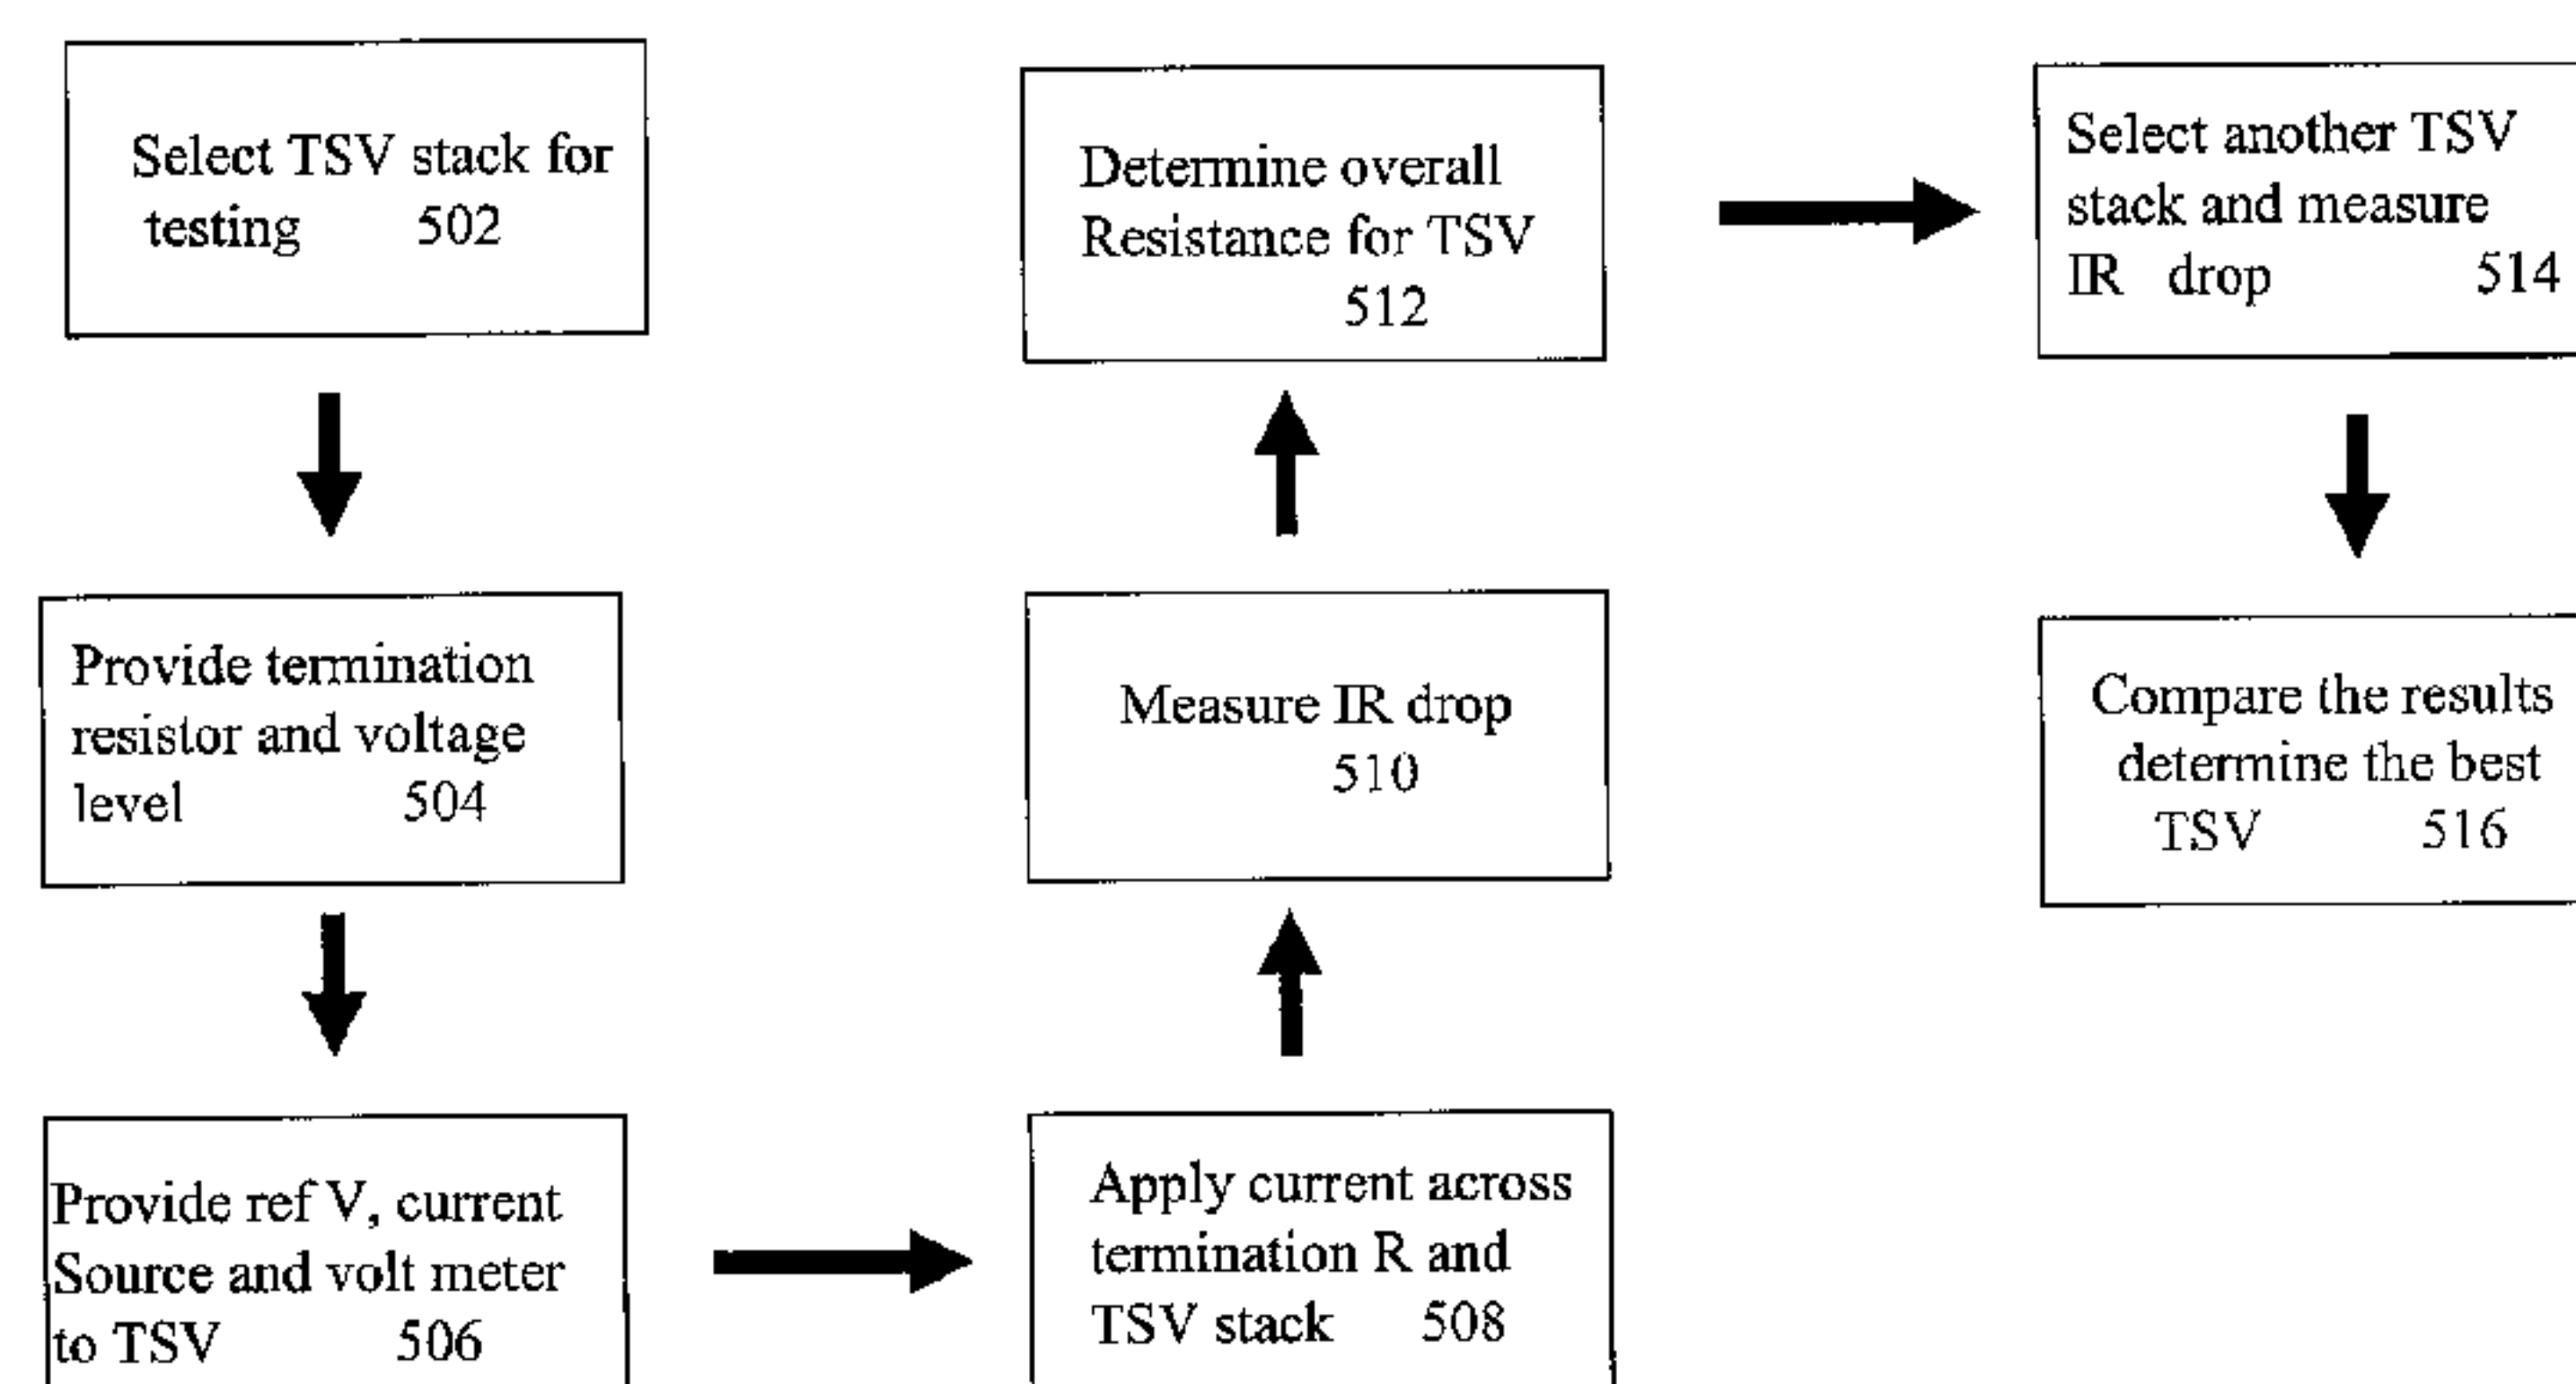 Select TSV stack for
testing 502
Provide termination
resistor and voltage
level 504
Provide ref V, current
Source and volt meter
to TSV 506
Apply current across
termination R and
TSV stack 508
Measure IR drop
510
Determine overall
Resistance for TSV
512
Select another TSV
stack and measure
IR drop 514
Compare the results
determine the best
TSV 516